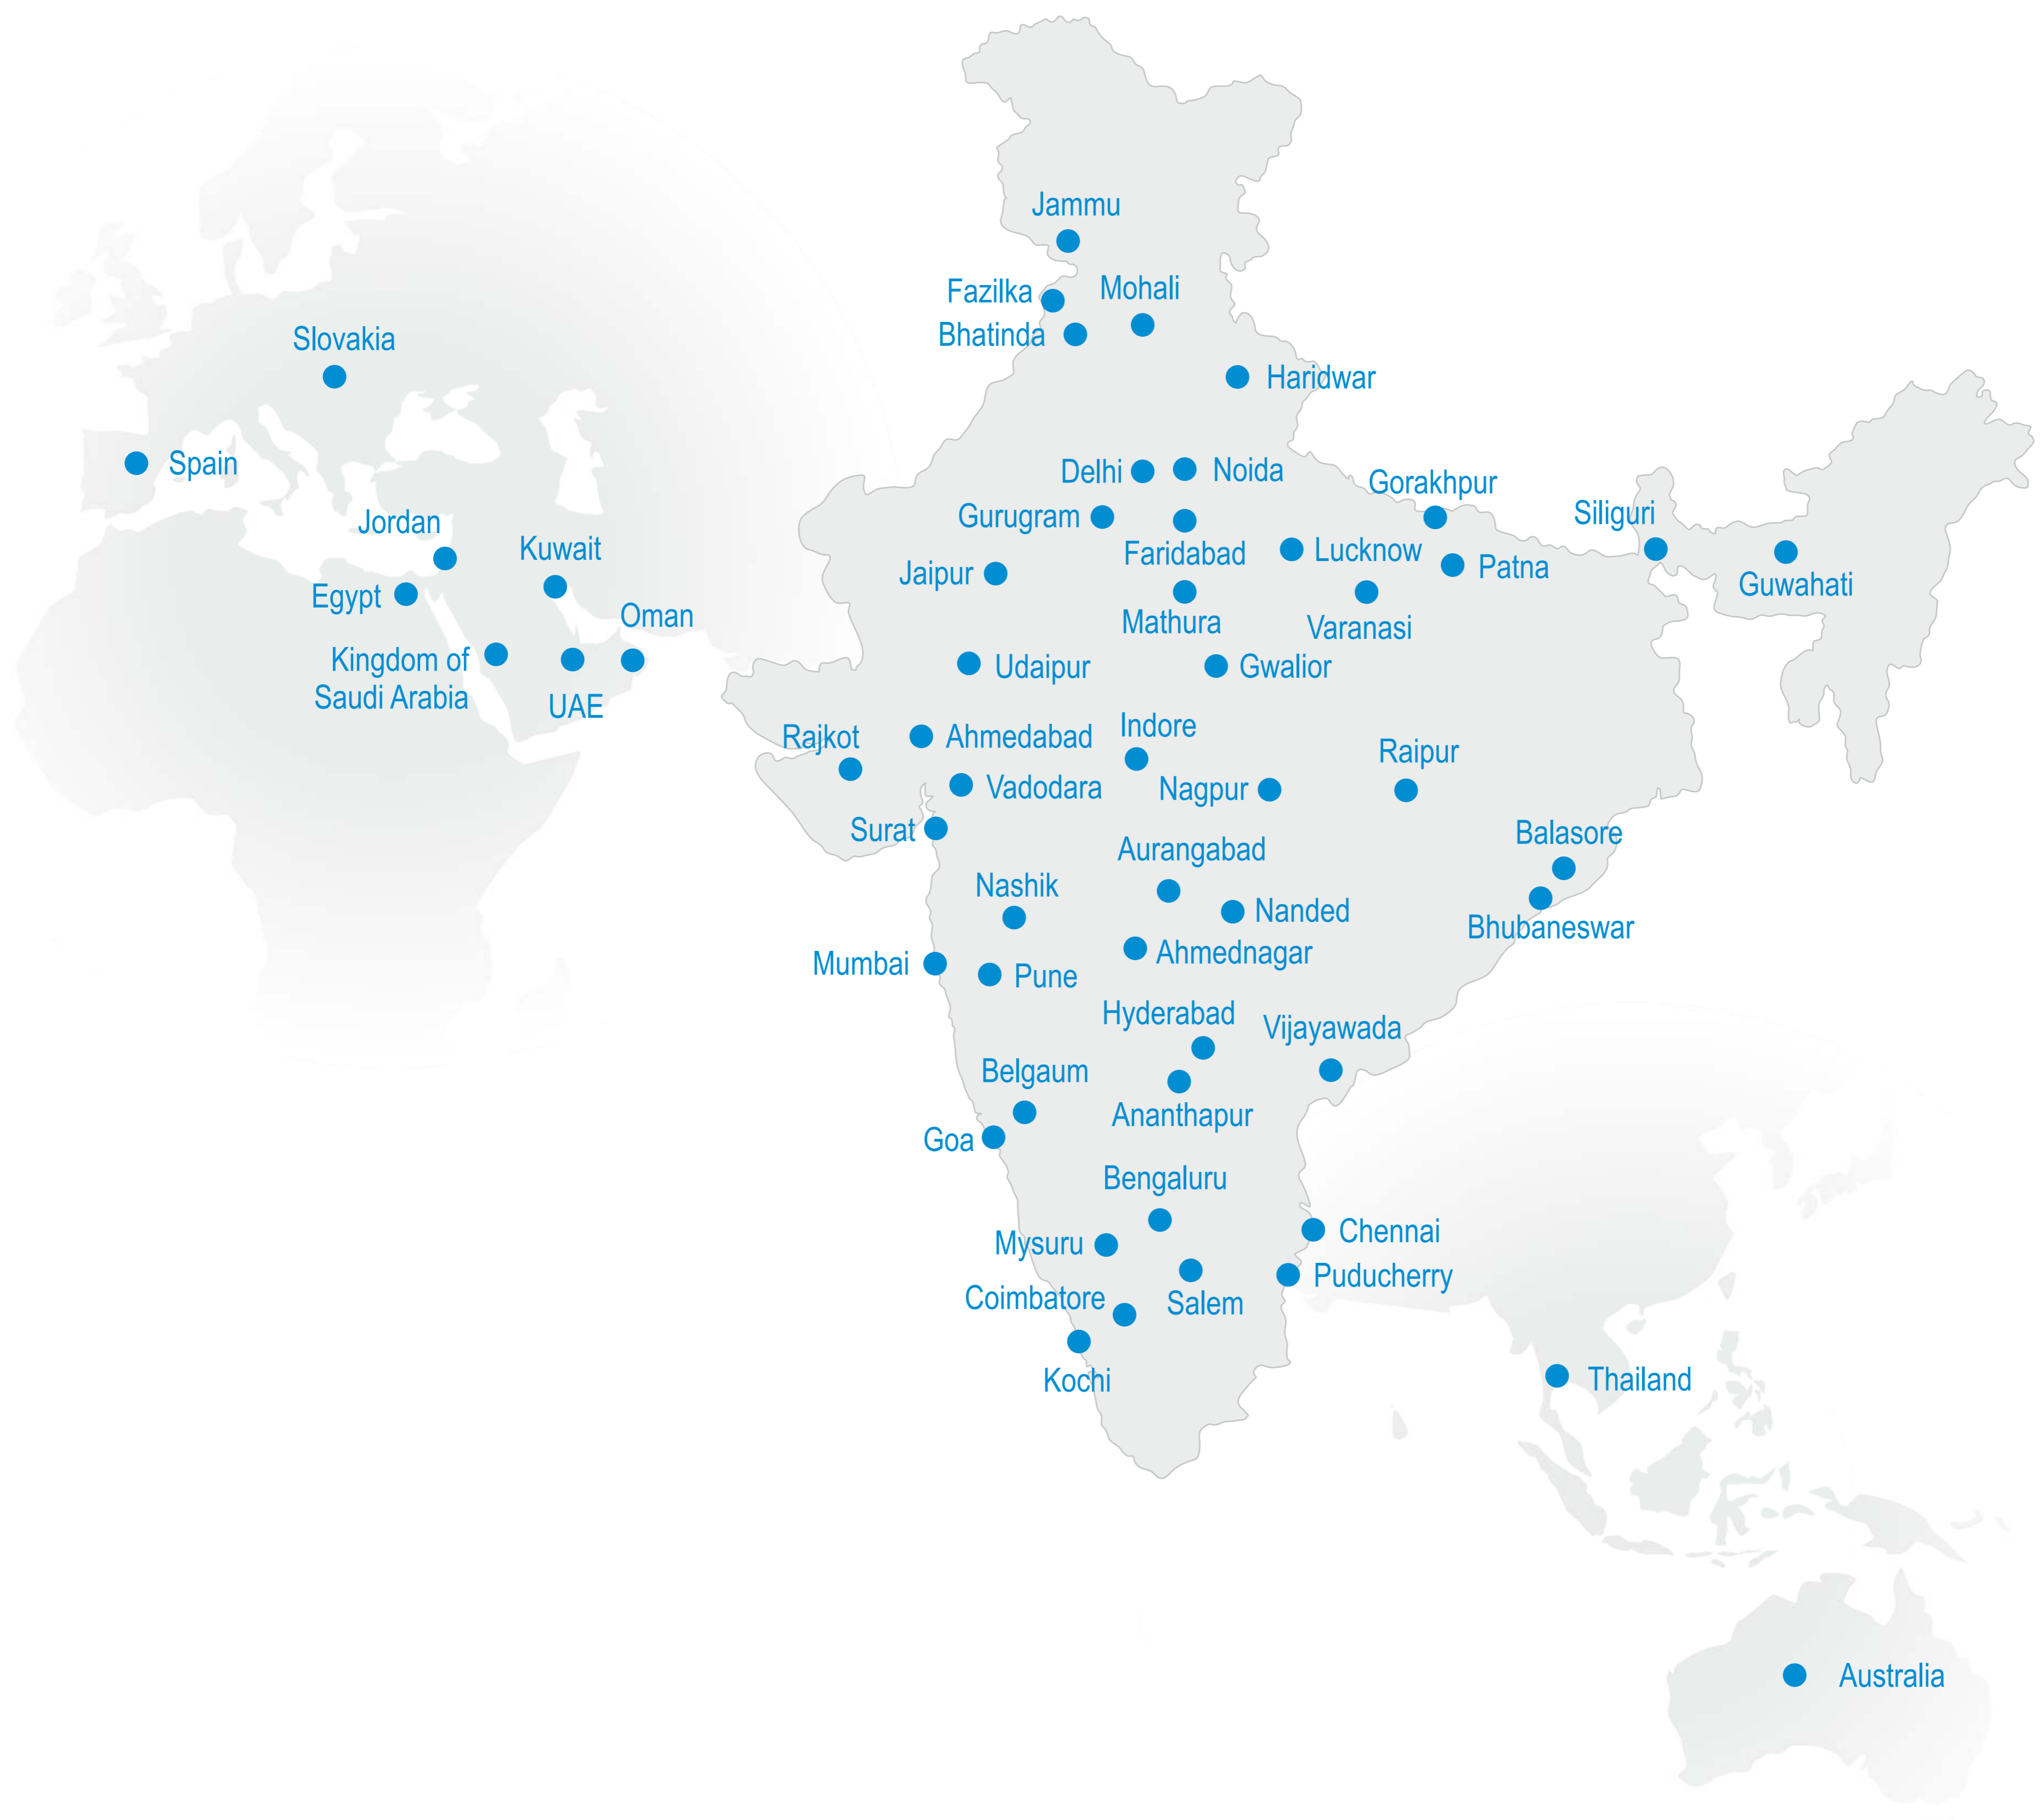 Jammu
Fazilka
Mohali
Bhatinda
Slovakia
Haridwar
Spain
Delhi
Noida
Gorakhpur
Jordan
Gurugram
Siliguri
Kuwait
Faridabad
Lucknow
Jaipur
Patna
Guwahati
Egypt
Oman
Mathura
Varanasi
Kingdom of
Saudi Arabia
Udaipur
Gwalior
UAE
Indore
Rajkot
Ahmedabad
Raipur
Vadodara
Nagpur
Surat
Balasore
Aurangabad
Nashik
Nanded
Bhubaneswar
Ahmednagar
Mumbai
Pune
Hyderabad
Vijayawada
Belgaum
Ananthapur
Goa
Bengaluru
Chennai
Mysuru
Puducherry
Coimbatore
Salem
Kochi
Thailand
Australia